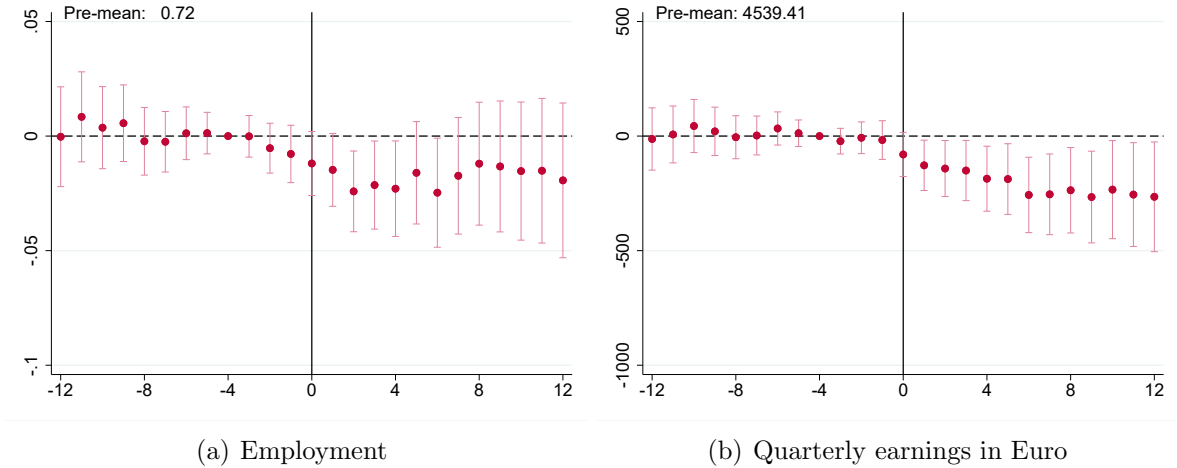 Pre-mean: 0.72
.05
0
-.05
-.1
-12 -8 -4 0 4 8 12
(a) Employment
Pre-mean: 4539.41
500
0
-500
-1000
-12 -8 -4 0 4 8 12
(b) Quarterly earnings in Euro